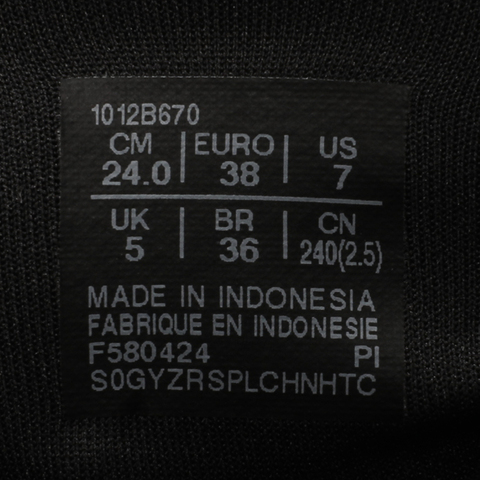 1012B670
CM | EURO | US
24.0 | 38 | 7
UK | BR | CN
5 | 36 | 240(2.5)
MADE IN INDONESIA
FABRIQUE EN INDONESIE
F580424 PI
S0GYZRSPLCHNHTC